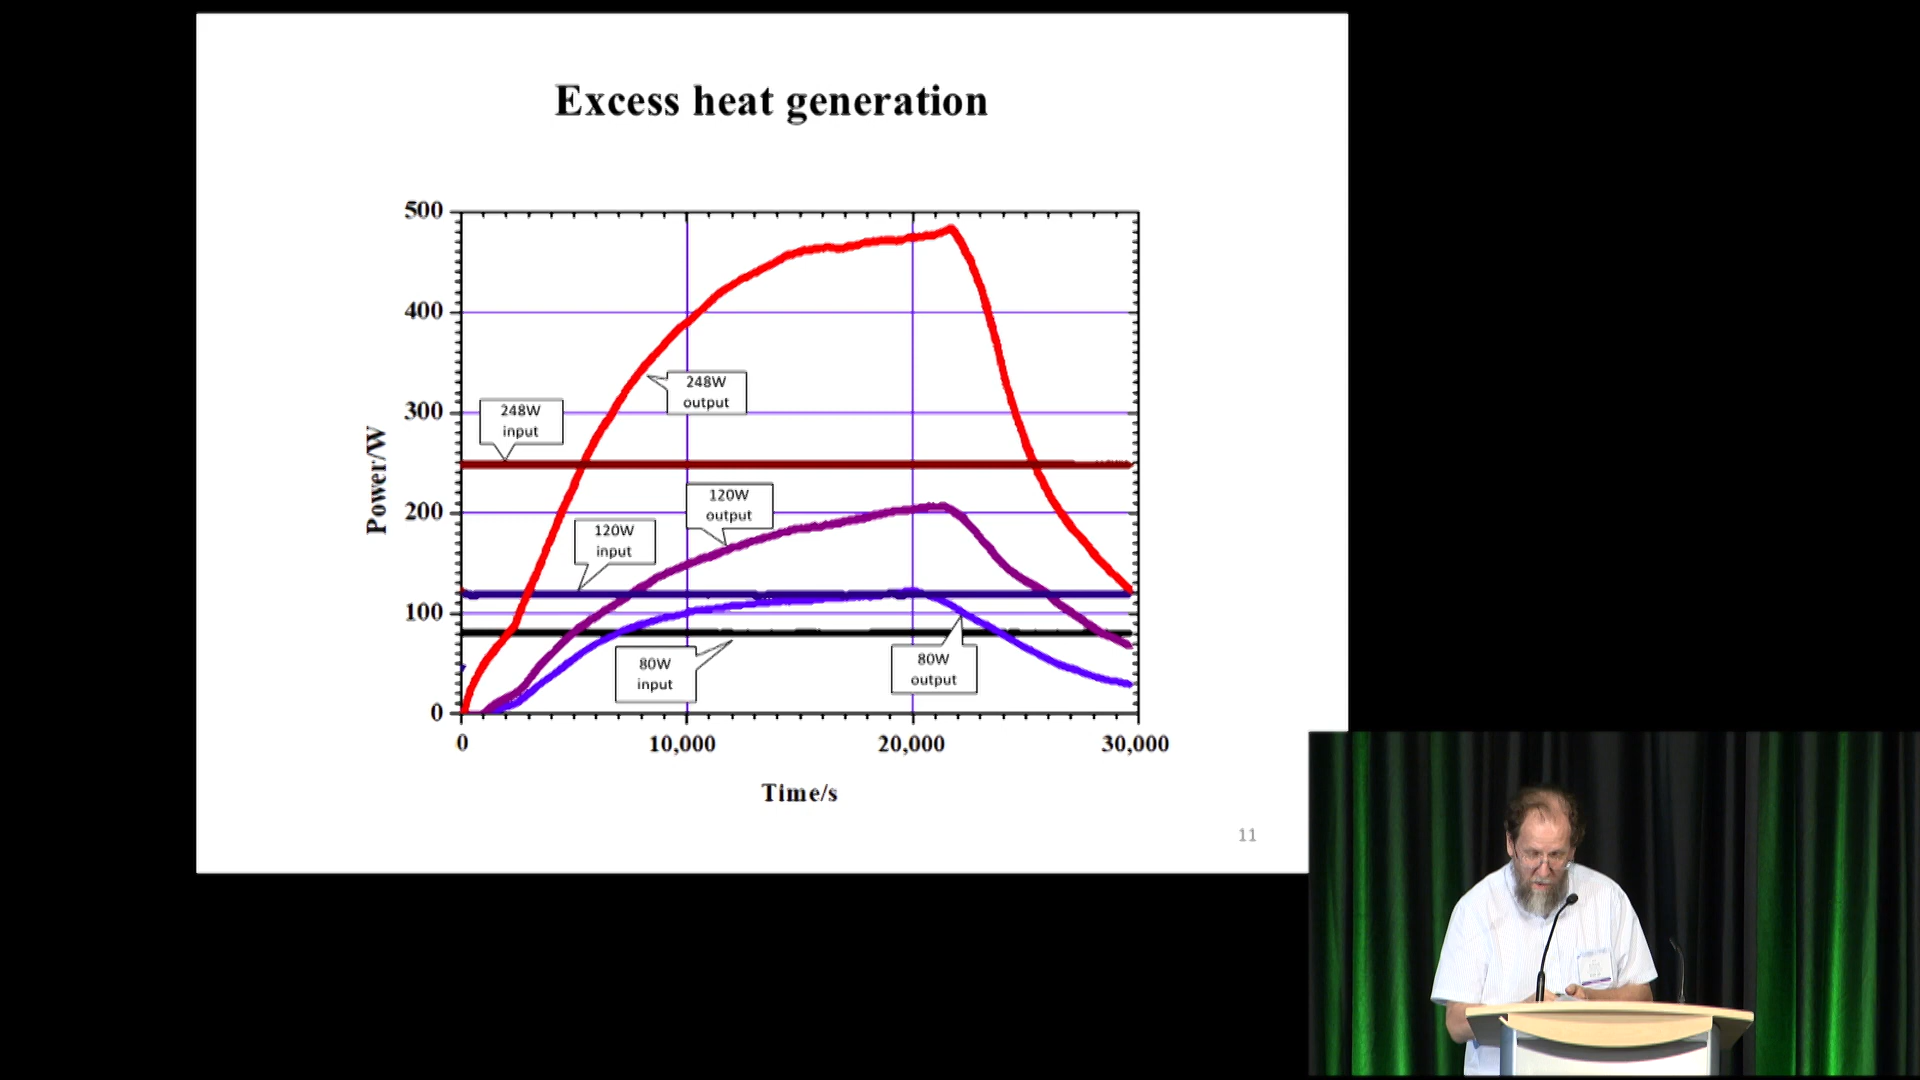 Excess heat generation
500
400
300
200
100
0
Power/W
248W
input
248W
output
120W
output
120W
input
80W
input
80W
output
0
10,000
20,000
30,000
Time/s
11